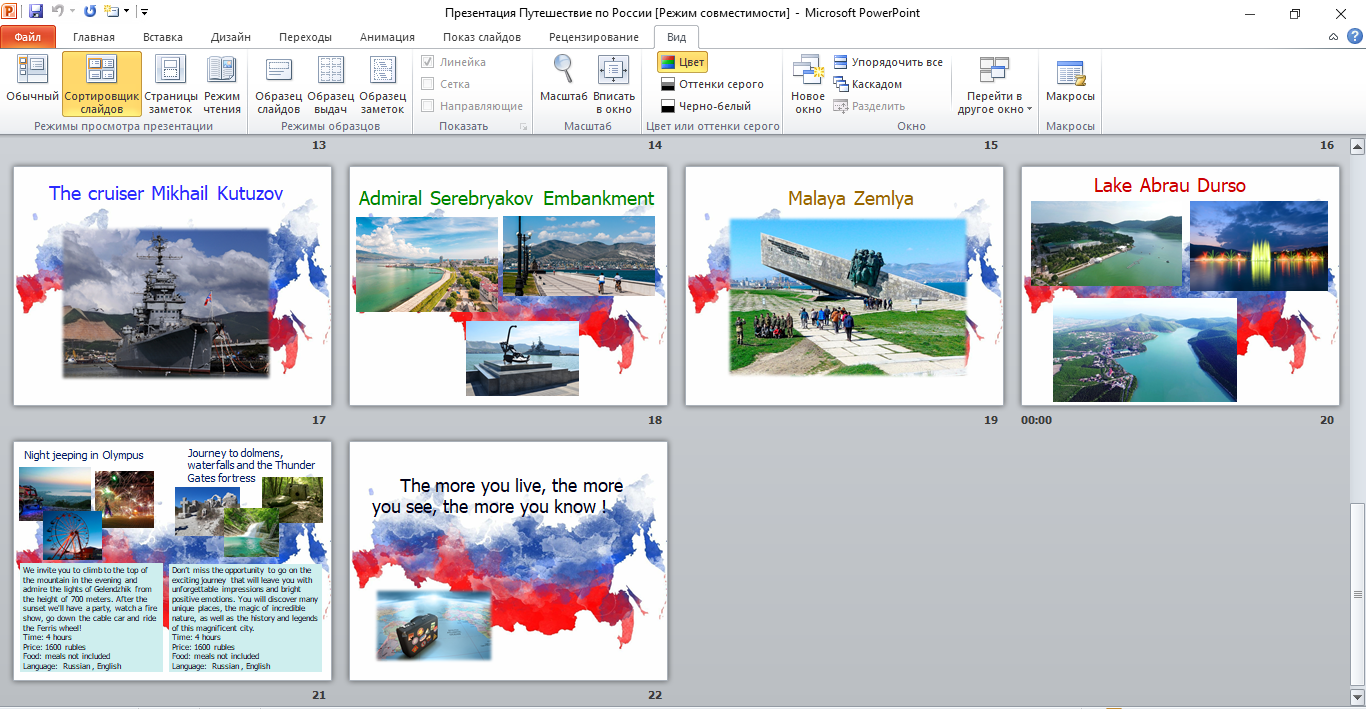 Презентация Путешествие по России [Режим совместимости] - Microsoft PowerPoint
Файл Главная Вставка Дизайн Переходы Анимация Показ слайдов Рецензирование Вид
Обычный
Сортировщик слайдов
Страницы заметок
Режим чтения
Режимы просмотра презентации
Образец слайдов
Образец выдач
Образец заметок
Режимы образцов
Линейка
Сетка
Направляющие
Показать
Масштаб
Вписать в окно
Масштаб
Цвет
Оттенки серого
Черно-белый
Цвет или оттенки серого
Новое окно
Упорядочить все
Каскадом
Разделить
Перейти в другое окно
Окно
Макросы
Макросы
13 14 15 16
The cruiser Mikhail Kutuzov
17
Admiral Serebryakov Embankment
18
Malaya Zemlya
19
Lake Abrau Durso
00:00 20
Night jeeping in Olympus
We invite you to climb to the top of
the mountain in the evening and
admire the lights of Gelendzhik from
the height of 700 meters. After the
sunset we'll have a party, watch a fire
show, go down the cable car and ride
the Ferris wheel!
Time: 4 hours
Price: 1600 rubles
Food: meals not included
Language: Russian , English
Journey to dolmens,
waterfalls and the Thunder
Gates fortress
Don't miss the opportunity to go on the
exciting journey that will leave you with
unforgettable impressions and bright
positive emotions. You will discover many
unique places, the magic of incredible
nature, as well as the history and legends
of this magnificent city.
Time: 4 hours
Price: 1600 rubles
Food: meals not included
Language: Russian , English
21
The more you live, the more
you see, the more you know !
22